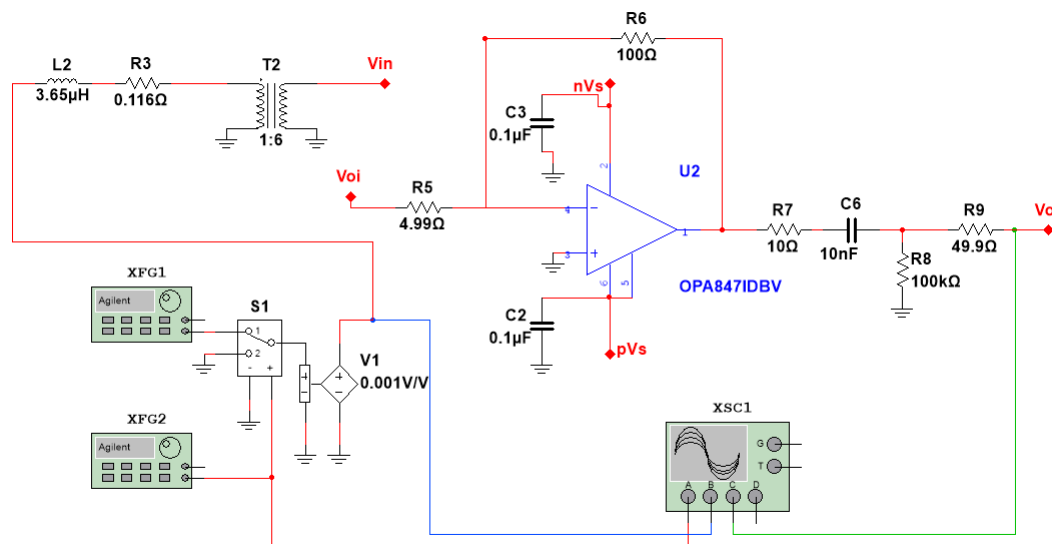 R6
100Ω
L2
3.65µH
R3
0.116Ω
T2
1:6
Vin
nVs
C3
0.1µF
2
U2
Voi
R5
4.99Ω
4
3
1
6
5
OPA847IDBV
R7
10Ω
C6
10nF
R9
49.9Ω
Vo
R8
100kΩ
C2
0.1µF
pVs
XFG1
Agilent
S1
1
2
-
+
V1
0.001V/V
XFG2
Agilent
XSC1
G
T
A
B
C
D